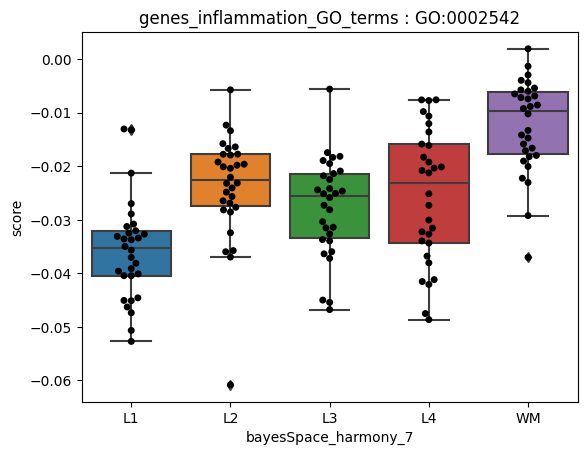 genes_inflammation_GO_terms : GO:0002542
0.00
−0.01
−0.02
−0.03
−0.04
−0.05
−0.06
score
L1 L2 L3 L4 WM
bayesSpace_harmony_7